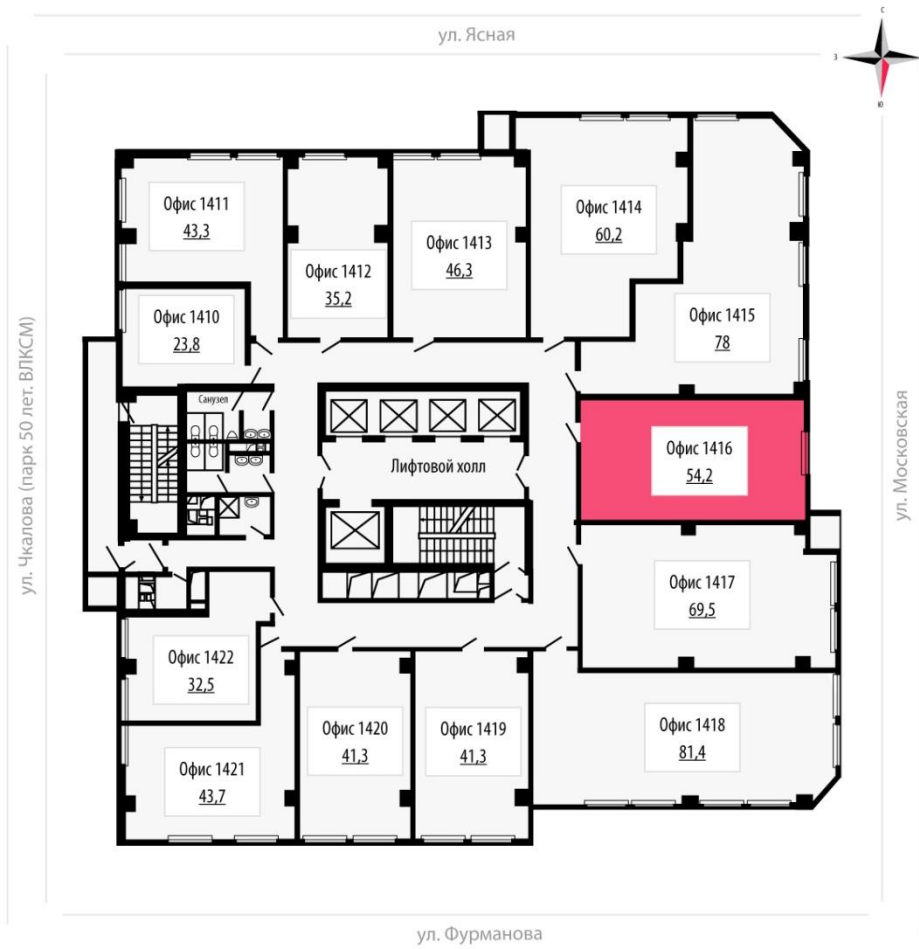 С
ул. Ясная
З
Ю
Офис 1411
43,3
Офис 1412
35,2
Офис 1413
46,3
Офис 1414
60,2
Офис 1415
78
Офис 1410
23,8
Санузел
Лифтовой холл
Офис 1416
54,2
Офис 1417
69,5
Офис 1422
32,5
Офис 1421
43,7
Офис 1420
41,3
Офис 1419
41,3
Офис 1418
81,4
ул. Чкалова (парк 50 лет. ВЛКСМ)
ул. Московская
ул. Фурманова